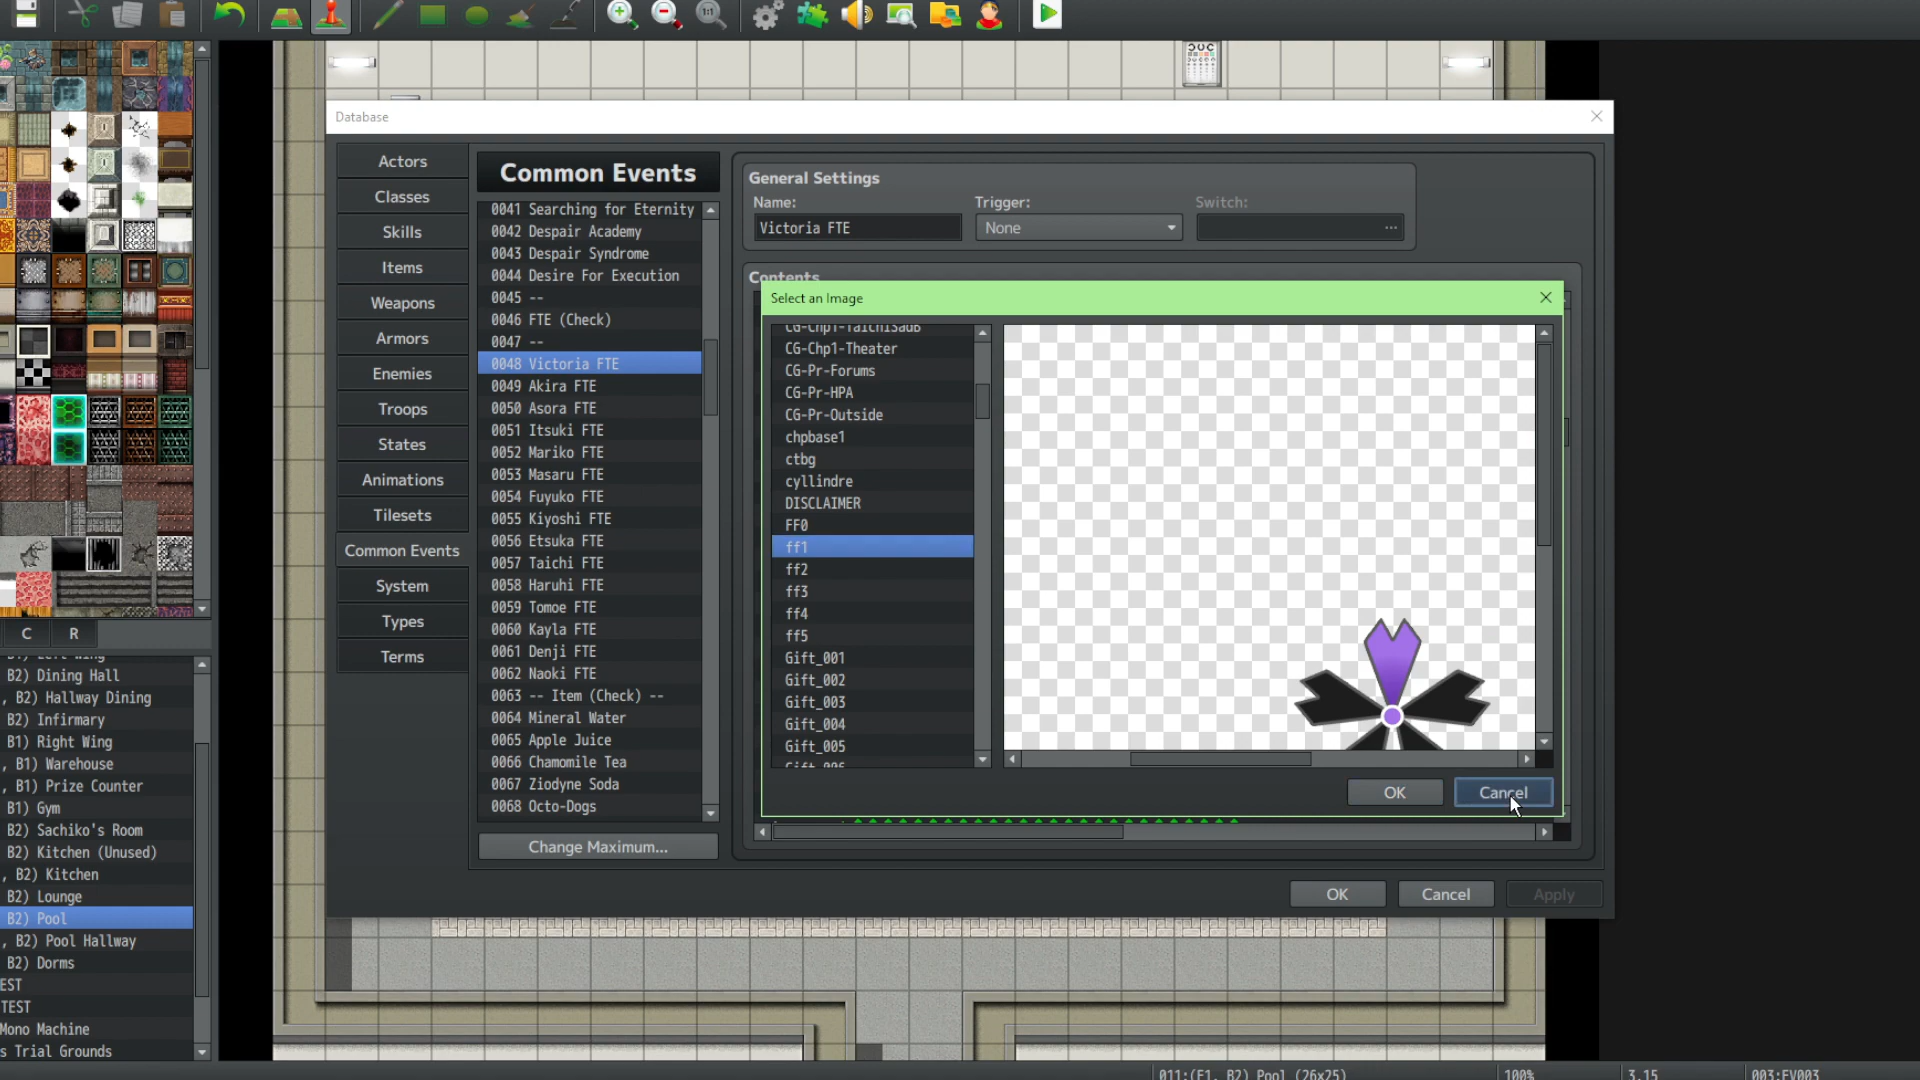 Database
Actors
Classes
Skills
Items
Weapons
Armors
Enemies
Troops
States
Animations
Tilesets
Common Events
System
Types
Terms
Common Events
0041 Searching for Eternity
0042 Despair Academy
0043 Despair Syndrome
0044 Desire For Execution
0045 --
0046 FTE (Check)
0047 --
0048 Victoria FTE
0049 Akira FTE
0050 Asora FTE
0051 Itsuki FTE
0052 Mariko FTE
0053 Masaru FTE
0054 Fuyuko FTE
0055 Kiyoshi FTE
0056 Etsuka FTE
0057 Taichi FTE
0058 Haruhi FTE
0059 Tomoe FTE
0060 Kayla FTE
0061 Denji FTE
0062 Naoki FTE
0063 -- Item (Check) --
0064 Mineral Water
0065 Apple Juice
0066 Chamomile Tea
0067 Ziodyne Soda
0068 Octo-Dogs
Change Maximum...
General Settings
Name:
Trigger:
Switch:
Victoria FTE
None
...
Contents
Select an Image
CG-Chp1-TaichiSadB
CG-Chp1-Theater
CG-Pr-Forums
CG-Pr-HPA
CG-Pr-Outside
chpbase1
ctbg
cyllindre
DISCLAIMER
FF0
ff1
ff2
ff3
ff4
ff5
Gift_001
Gift_002
Gift_003
Gift_004
Gift_005
OK
Cancel
OK
Cancel
Apply
C
R
B2) Dining Hall
, B2) Hallway Dining
B2) Infirmary
B1) Right Wing
, B1) Warehouse
, B1) Prize Counter
B1) Gym
B2) Sachiko's Room
B2) Kitchen (Unused)
, B2) Kitchen
B2) Lounge
B2) Pool
, B2) Pool Hallway
B2) Dorms
EST
TEST
Mono Machine
s Trial Grounds
011:(F1, B2) Pool (26x25)
100%
3,15
003:EV003